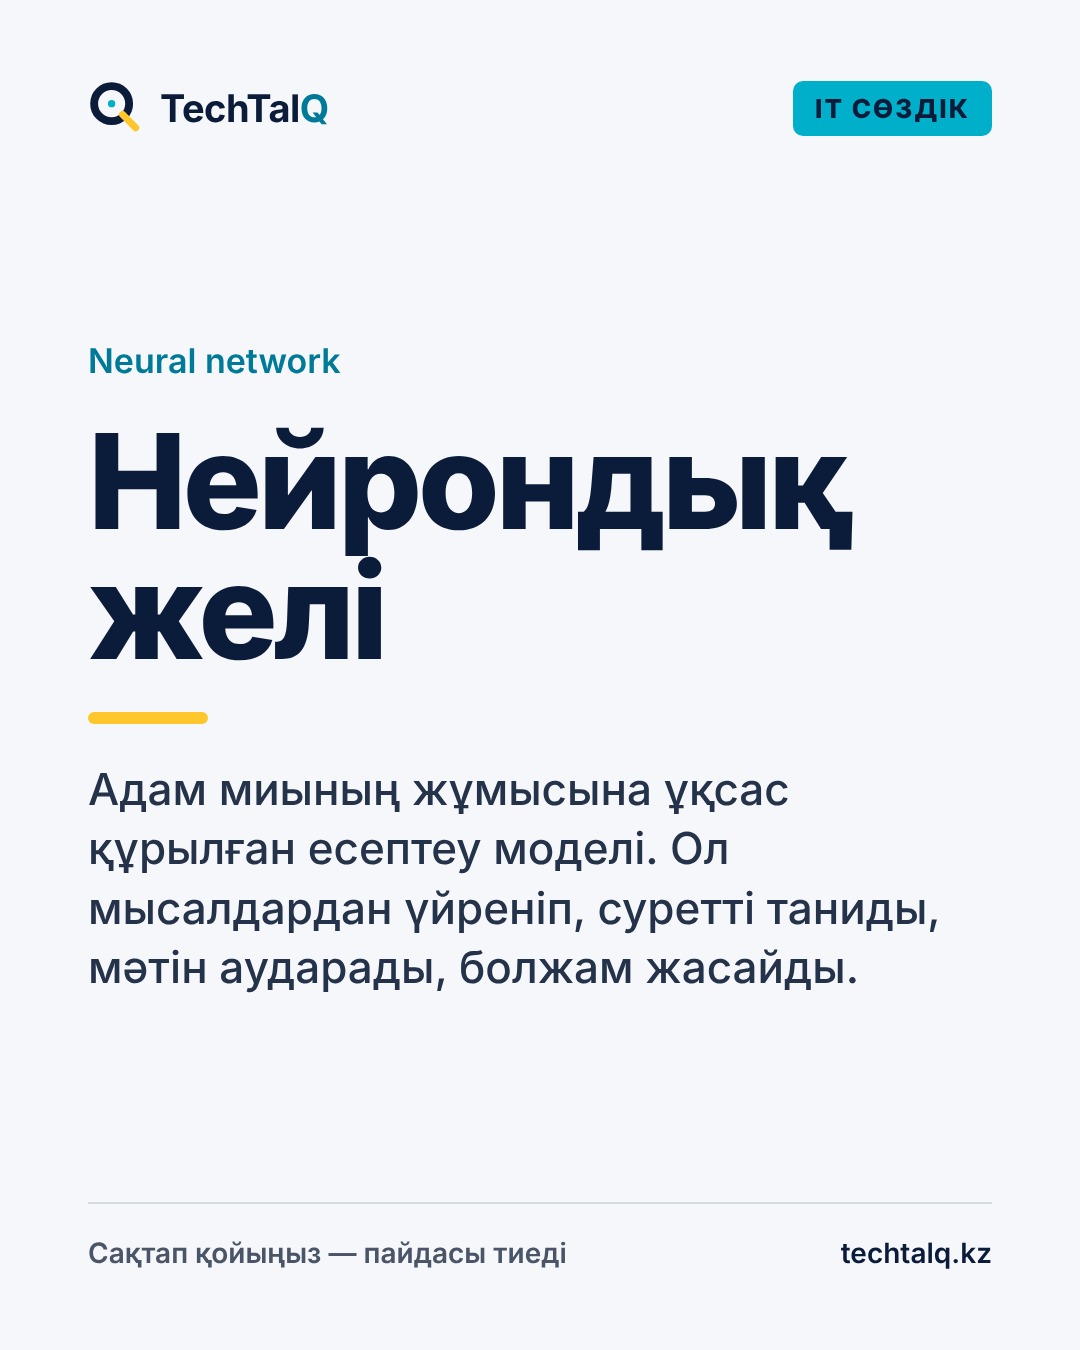 TechTalQ
IT СӨЗДІК
Neural network
Нейрондық
желі
Адам миының жұмысына ұқсас
құрылған есептеу моделі. Ол
мысалдардан үйреніп, суретті таниды,
мәтін аударады, болжам жасайды.
Сақтап қойыңыз — пайдасы тиеді
techtalq.kz